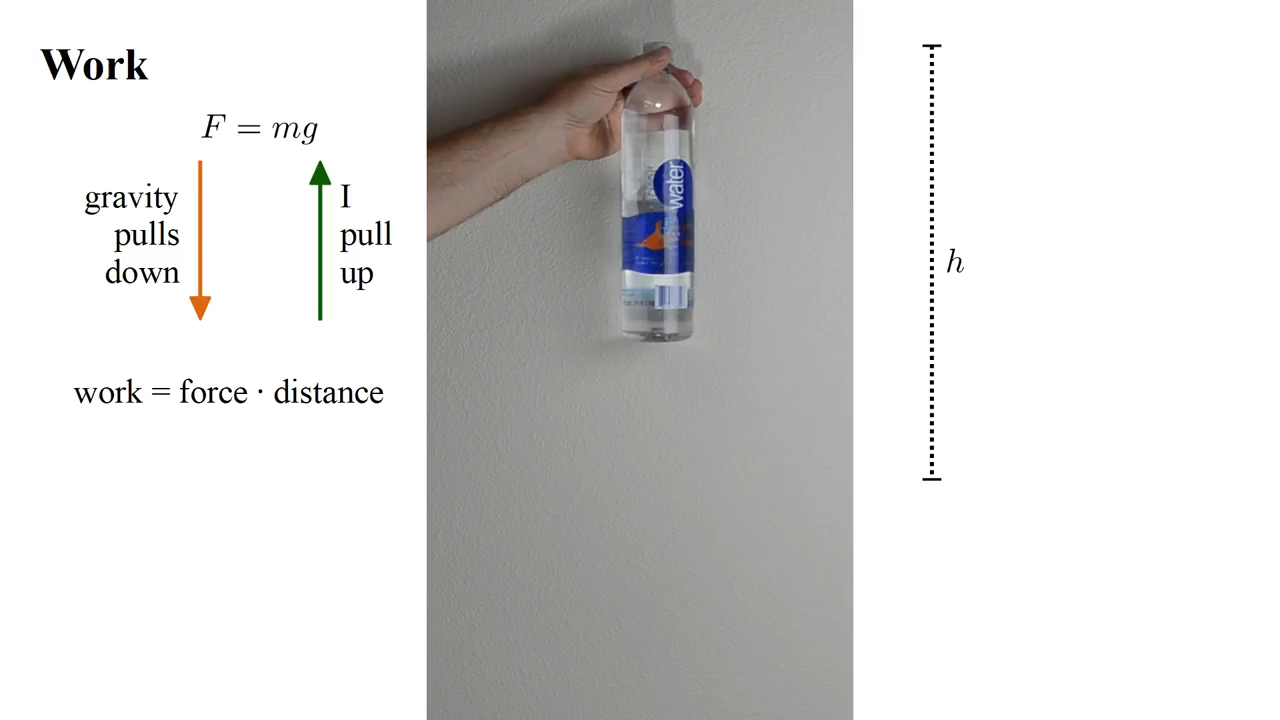 Work
F = mg
gravity
pulls
down
I
pull
up
work = force · distance
water
h